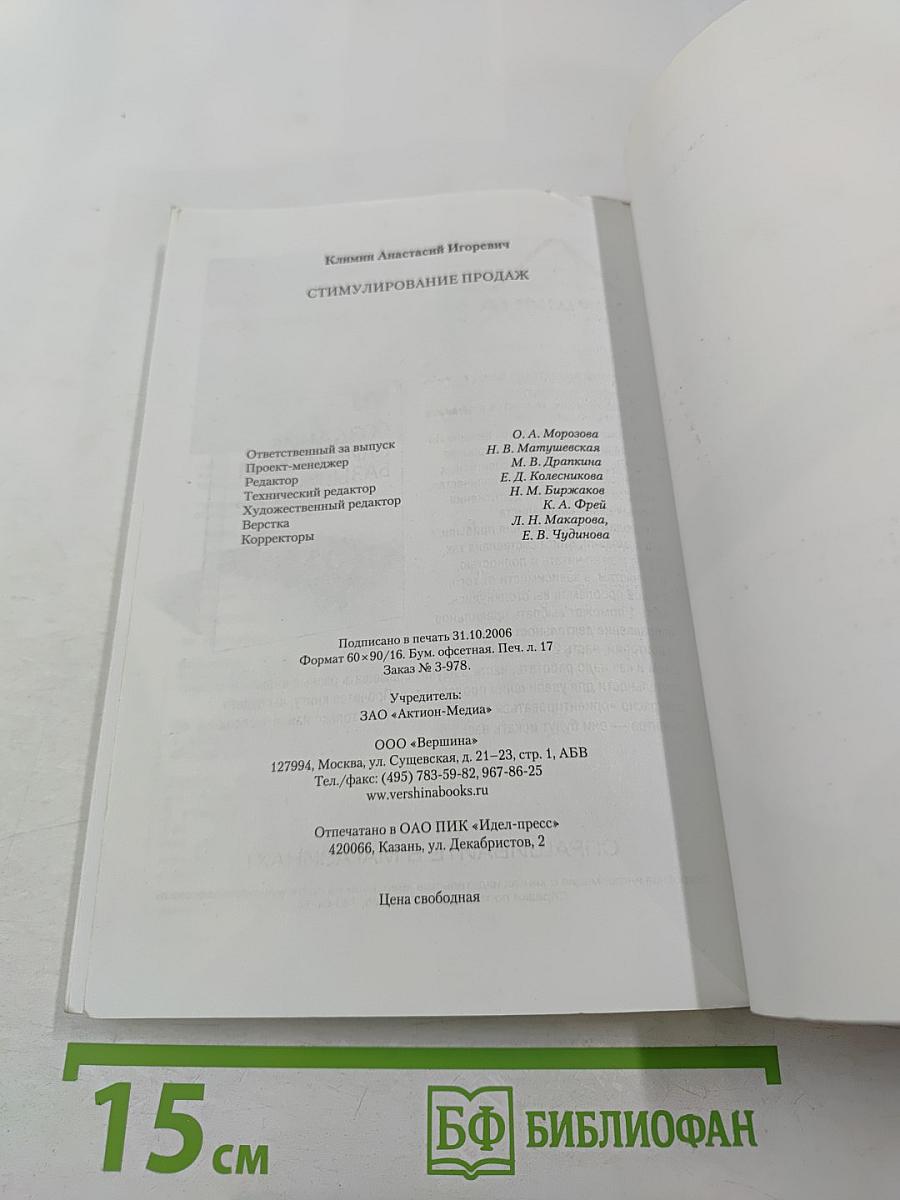 Климин Анастасий Игоревич
СТИМУЛИРОВАНИЕ ПРОДАЖ
Ответственный за выпуск О. А. Морозова
Проект-менеджер Н. В. Матушевская
Редактор М. В. Драпкина
Технический редактор Е. Д. Колесникова
Художественный редактор Н. М. Биржаков
Верстка К. А. Фрей
Корректоры Л. Н. Макарова,
Е. В. Чудинова
Подписано в печать 31.10.2006
Формат 60×90/16. Бум. офсетная. Печ. л. 17
Заказ № 3-978.
Учредитель:
ЗАО «Актион-Медиа»
ООО «Вершина»
127994, Москва, ул. Сущевская, д. 21–23, стр. 1, АБВ
Тел./факс: (495) 783-59-82, 967-86-25
www.vershinabooks.ru
Отпечатано в ОАО ПИК «Идел-пресс»
420066, Казань, ул. Декабристов, 2
Цена свободная
15 см
БФ БИБЛИОФАН